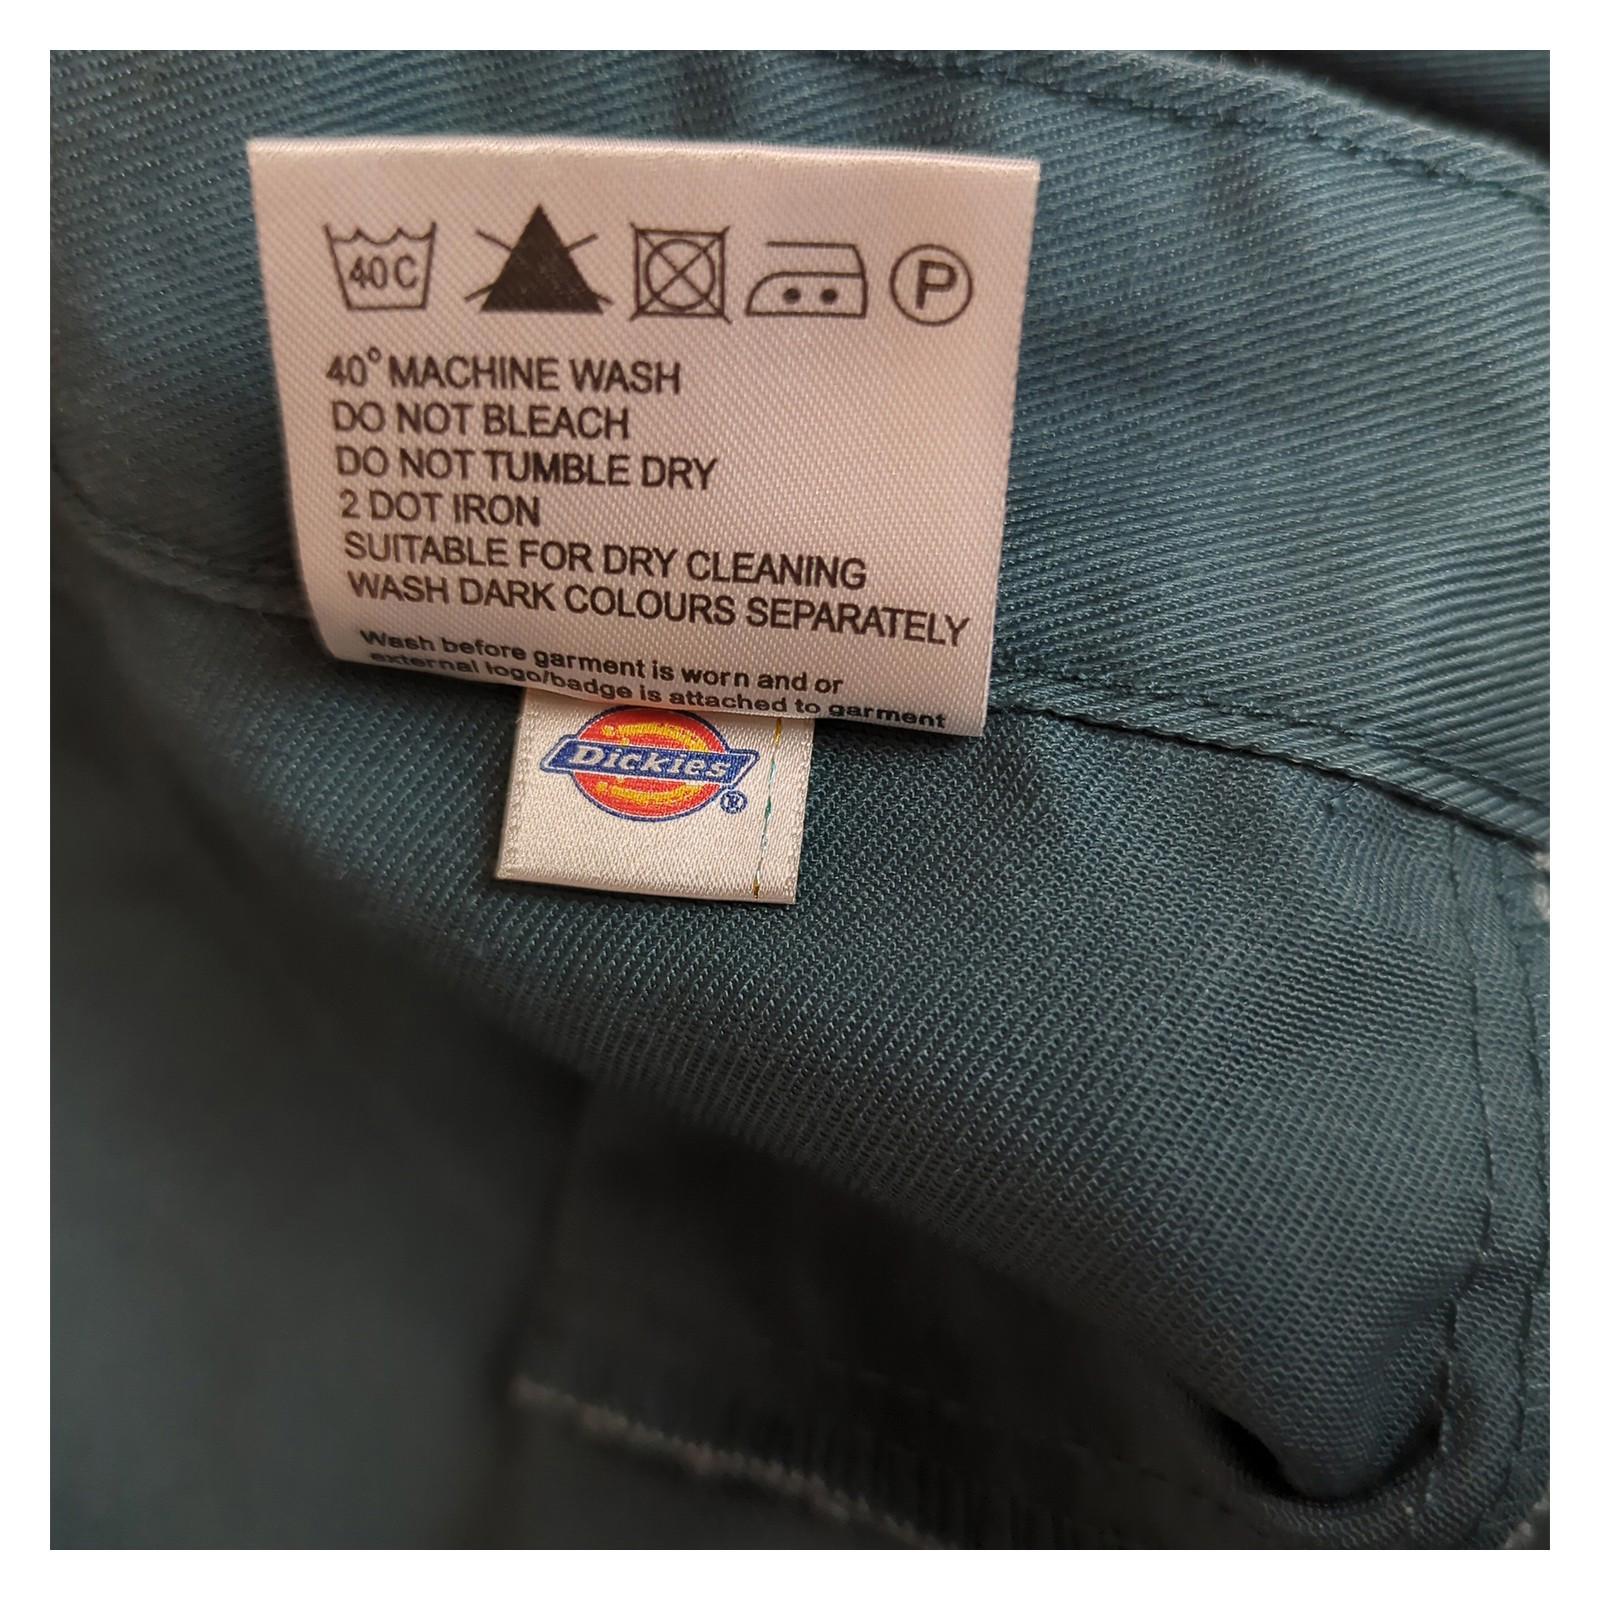 40C P
40° MACHINE WASH
DO NOT BLEACH
DO NOT TUMBLE DRY
2 DOT IRON
SUITABLE FOR DRY CLEANING
WASH DARK COLOURS SEPARATELY
Wash before garment is worn and or
external logo/badge is attached to garment
Dickies®